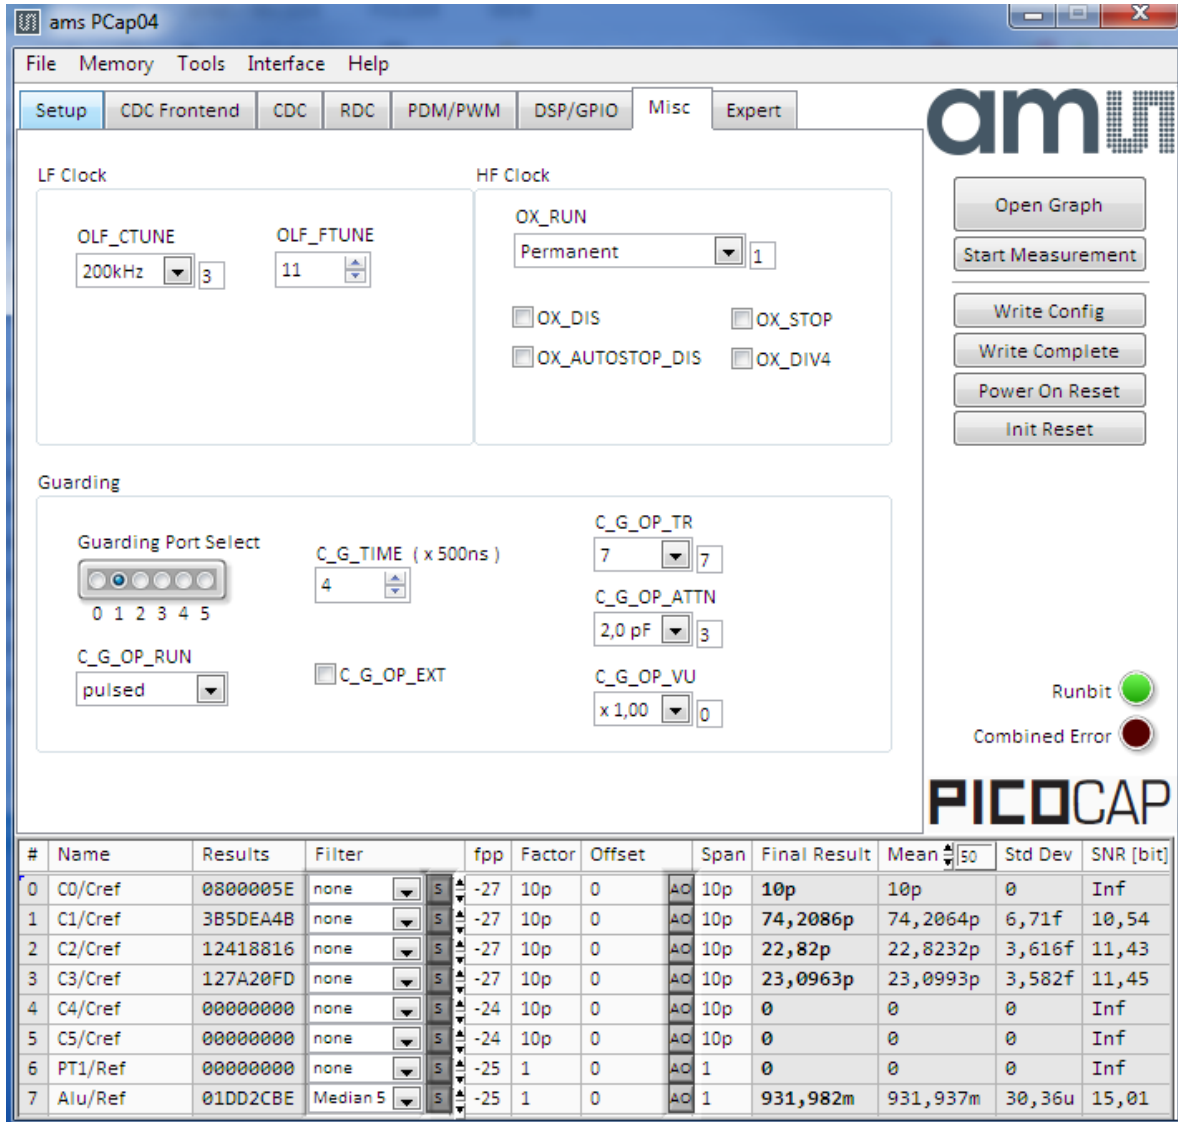 ams PCap04
File Memory Tools Interface Help
Setup CDC Frontend CDC RDC PDM/PWM DSP/GPIO Misc Expert
amu
LF Clock
OLF_CTUNE OLF_FTUNE
200kHz 3 11
HF Clock
OX_RUN
Permanent 1
OX_DIS OX_STOP
OX_AUTOSTOP_DIS OX_DIV4
Open Graph
Start Measurement
Write Config
Write Complete
Power On Reset
Init Reset
Guarding
Guarding Port Select
0 1 2 3 4 5
C_G_OP_RUN
pulsed
C_G_TIME ( x 500ns )
4
C_G_OP_EXT
C_G_OP_TR
7 7
C_G_OP_ATTN
2,0 pF 3
C_G_OP_VU
x 1,00 0
Runbit
Combined Error
PICOCAP
# Name Results Filter fpp Factor Offset Span Final Result Mean 50 Std Dev SNR [bit]
0 C0/Cref 0800005E none S -27 10p 0 AO 10p 10p 10p 0 Inf
1 C1/Cref 3B5DEA4B none S -27 10p 0 AO 10p 74,2086p 74,2064p 6,71f 10,54
2 C2/Cref 12418816 none S -27 10p 0 AO 10p 22,82p 22,8232p 3,616f 11,43
3 C3/Cref 127A20FD none S -27 10p 0 AO 10p 23,0963p 23,0993p 3,582f 11,45
4 C4/Cref 00000000 none S -24 10p 0 AO 10p 0 0 0 Inf
5 C5/Cref 00000000 none S -24 10p 0 AO 10p 0 0 0 Inf
6 PT1/Ref 00000000 none S -25 1 0 AO 1 0 0 0 Inf
7 Alu/Ref 01DD2CBE Median 5 S -25 1 0 AO 1 931,982m 931,937m 30,36u 15,01